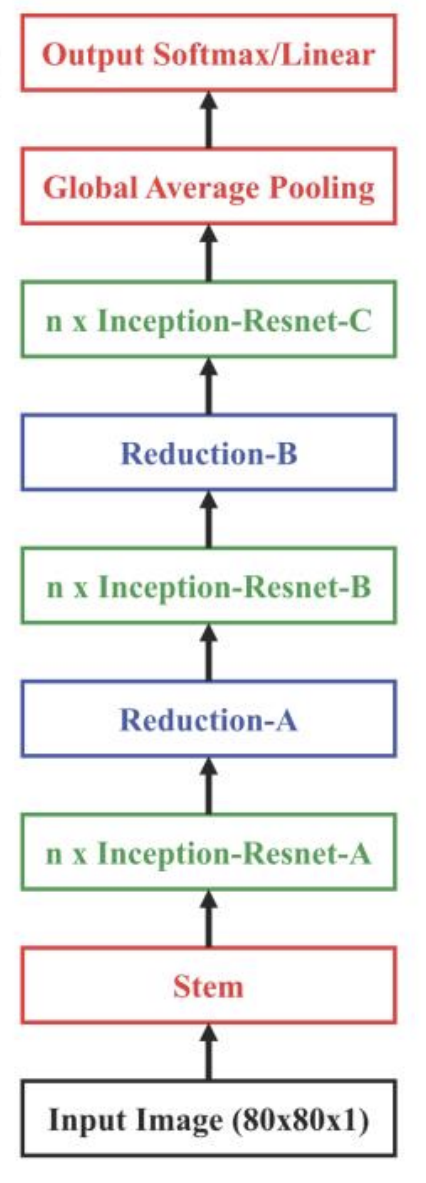 Output Softmax/Linear
Global Average Pooling
n x Inception-Resnet-C
Reduction-B
n x Inception-Resnet-B
Reduction-A
n x Inception-Resnet-A
Stem
Input Image (80x80x1)